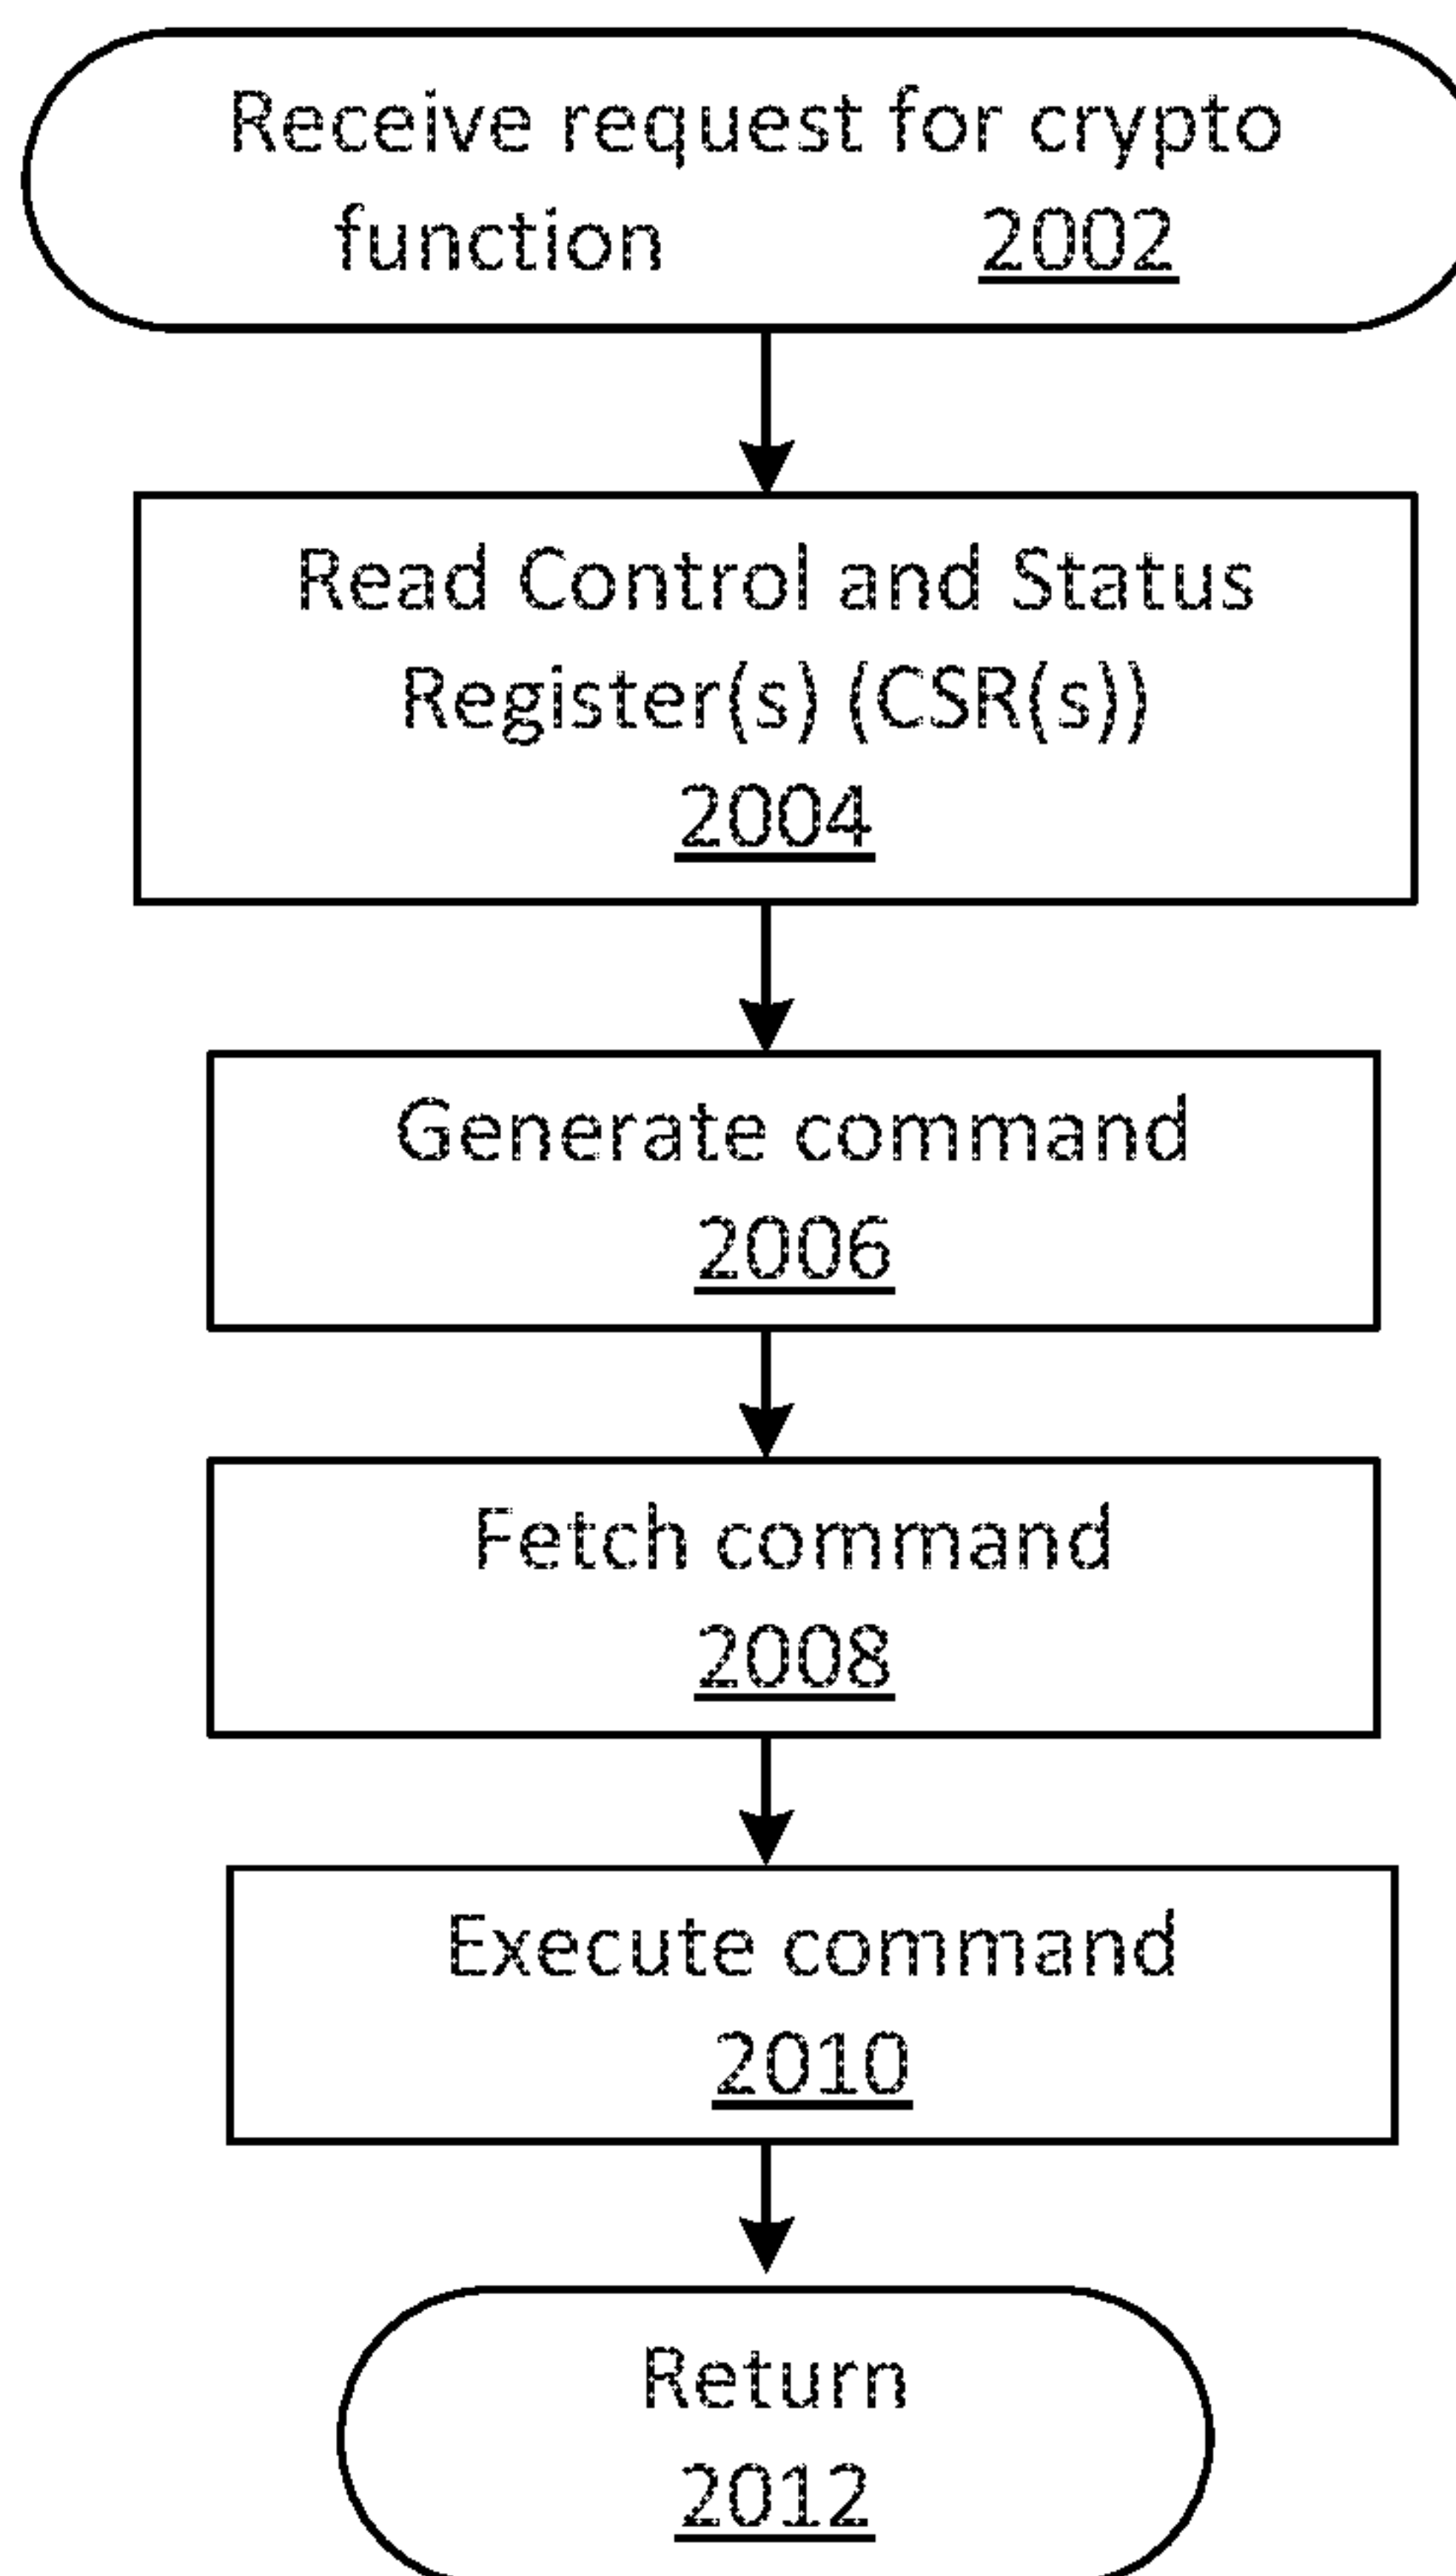 Receive request for crypto
function 2002
Read Control and Status
Register(s) (CSR(s))
2004
Generate command
2006
Fetch command
2008
Execute command
2010
Return
2012